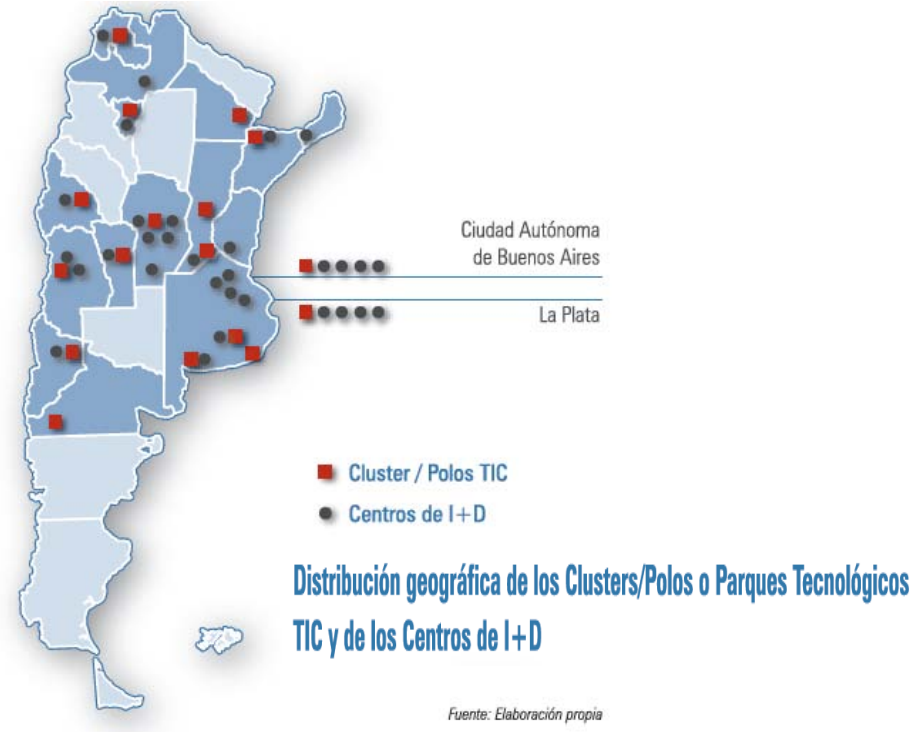 Ciudad Autónoma
de Buenos Aires
La Plata
Cluster / Polos TIC
Centros de I+D
Distribución geográfica de los Clusters/Polos o Parques Tecnológicos
TIC y de los Centros de I+D
Fuente: Elaboración propia